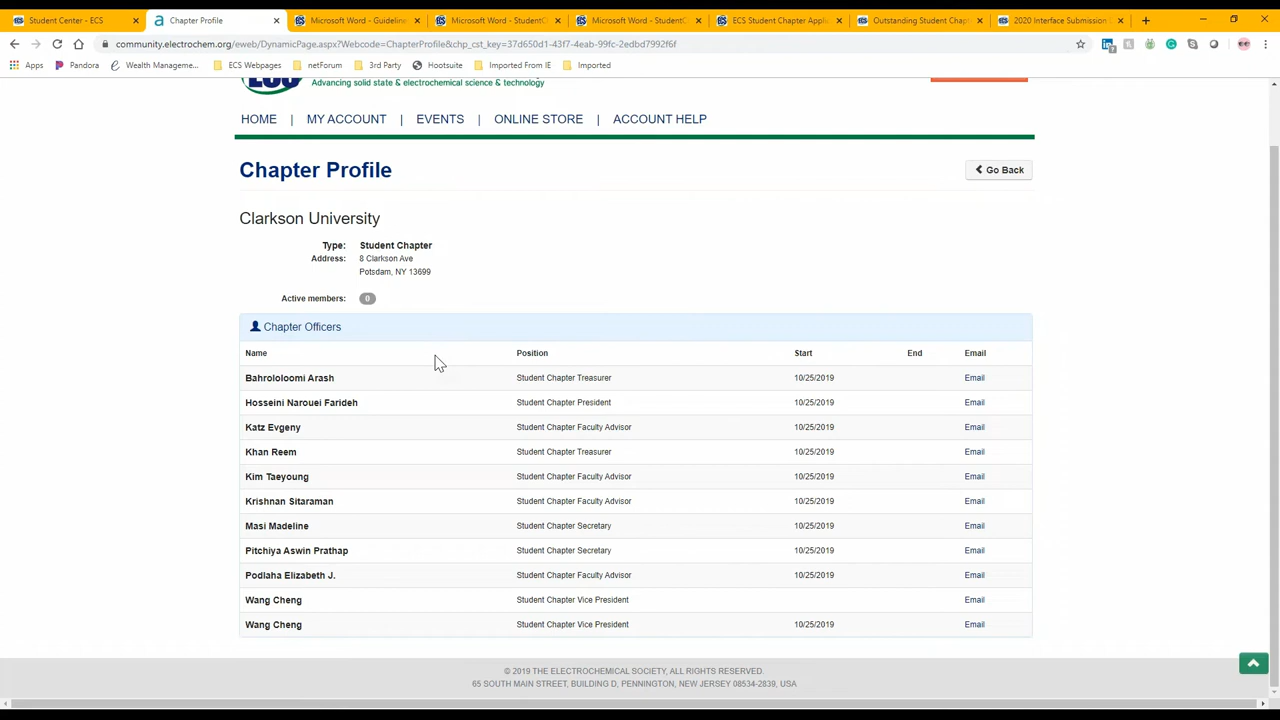 Student Center - ECS
Chapter Profile
Microsoft Word - Guideline
Microsoft Word - StudentC
Microsoft Word - StudentC
ECS Student Chapter Appli
Outstanding Student Chapt
2020 Interface Submission
community.electrochem.org/eweb/DynamicPage.aspx?Webcode=ChapterProfile&chp_cst_key=37d650d1-43f7-4eab-99fc-2edbd7992f6f
Apps Pandora Wealth Manageme... ECS Webpages netForum 3rd Party Hootsuite Imported From IE Imported
Advancing solid state & electrochemical science & technology
HOME | MY ACCOUNT | EVENTS | ONLINE STORE | ACCOUNT HELP
Chapter Profile
Go Back
Clarkson University
Type: Student Chapter
Address: 8 Clarkson Ave
Potsdam, NY 13699
Active members: 0
Chapter Officers
Name Position Start End Email
Bahrololoomi Arash Student Chapter Treasurer 10/25/2019 Email
Hosseini Narouei Farideh Student Chapter President 10/25/2019 Email
Katz Evgeny Student Chapter Faculty Advisor 10/25/2019 Email
Khan Reem Student Chapter Treasurer 10/25/2019 Email
Kim Taeyoung Student Chapter Faculty Advisor 10/25/2019 Email
Krishnan Sitaraman Student Chapter Faculty Advisor 10/25/2019 Email
Masi Madeline Student Chapter Secretary 10/25/2019 Email
Pitchiya Aswin Prathap Student Chapter Secretary 10/25/2019 Email
Podlaha Elizabeth J. Student Chapter Faculty Advisor 10/25/2019 Email
Wang Cheng Student Chapter Vice President Email
Wang Cheng Student Chapter Vice President 10/25/2019 Email
© 2019 THE ELECTROCHEMICAL SOCIETY, ALL RIGHTS RESERVED.
65 SOUTH MAIN STREET, BUILDING D, PENNINGTON, NEW JERSEY 08534-2839, USA